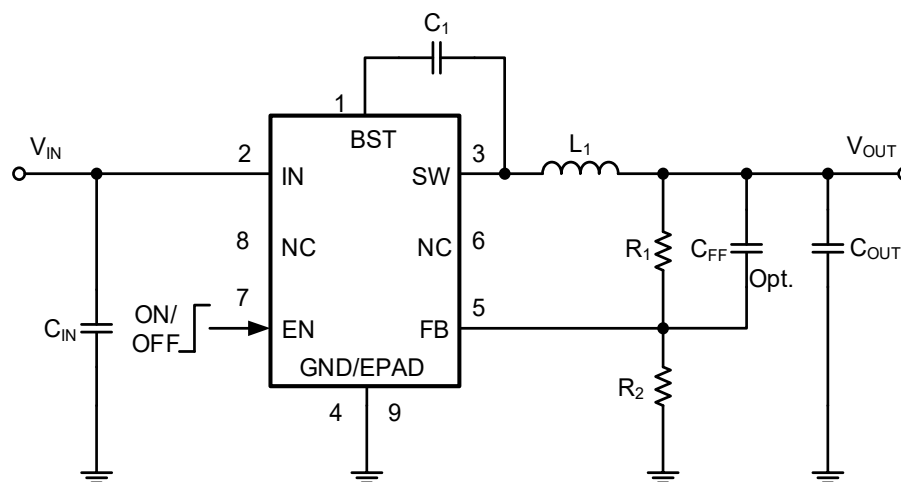 C1
1
BST
VIN
2
IN
SW
3
L1
VOUT
8
NC
NC
6
R1
CFF
Opt.
COUT
CIN
ON/
OFF
7
EN
FB
5
GND/EPAD
R2
4
9